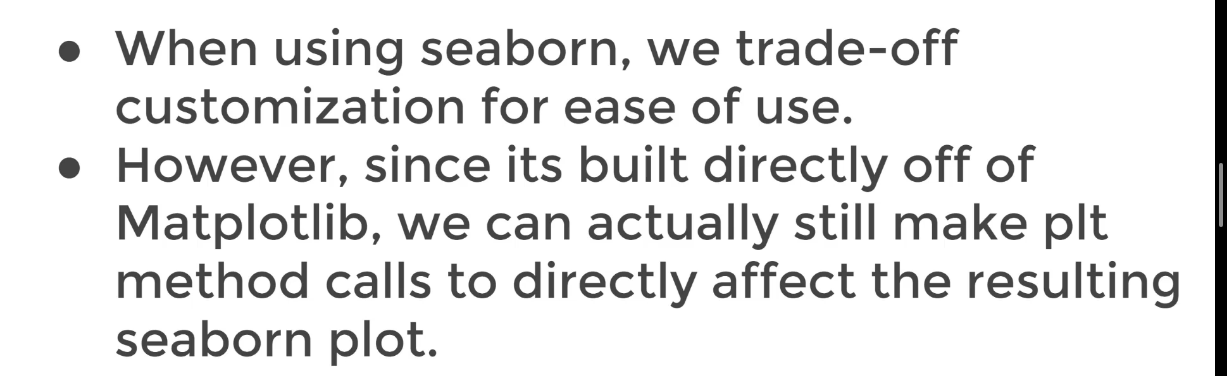 ● When using seaborn, we trade-off
customization for ease of use.
● However, since its built directly off of
Matplotlib, we can actually still make plt
method calls to directly affect the resulting
seaborn plot.